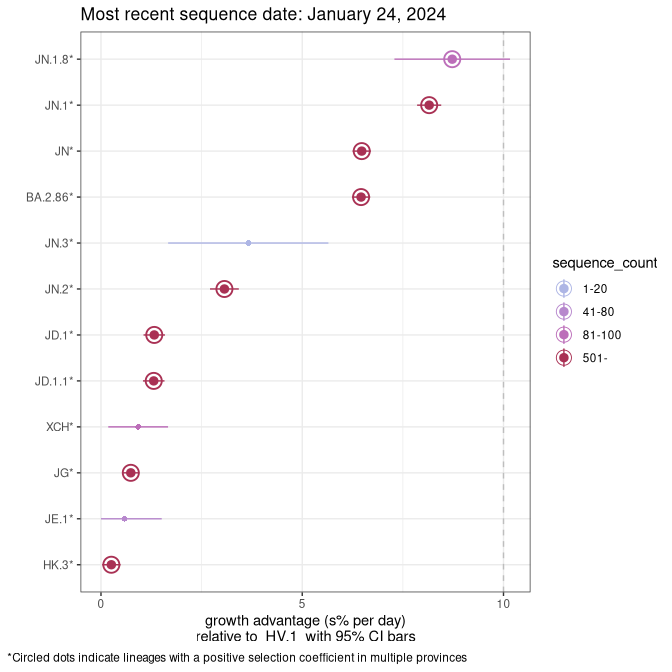 Most recent sequence date: January 24, 2024
JN.1.8*
JN.1*
JN*
BA.2.86*
JN.3*
JN.2*
JD.1*
JD.1.1*
XCH*
JG*
JE.1*
HK.3*
0
5
10
growth advantage (s% per day)
relative to HV.1 with 95% CI bars
sequence_count
1-20
41-80
81-100
501-
*Circled dots indicate lineages with a positive selection coefficient in multiple provinces